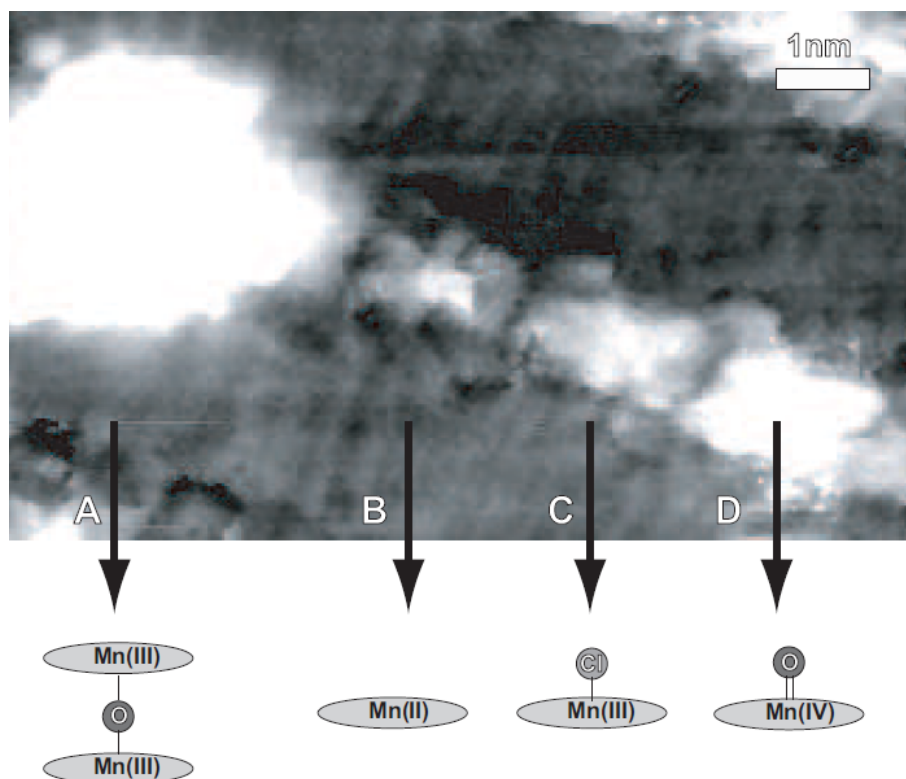 1nm
A B C D
Mn(III)
O
Mn(III)
Mn(II)
Cl
Mn(III)
O
Mn(IV)